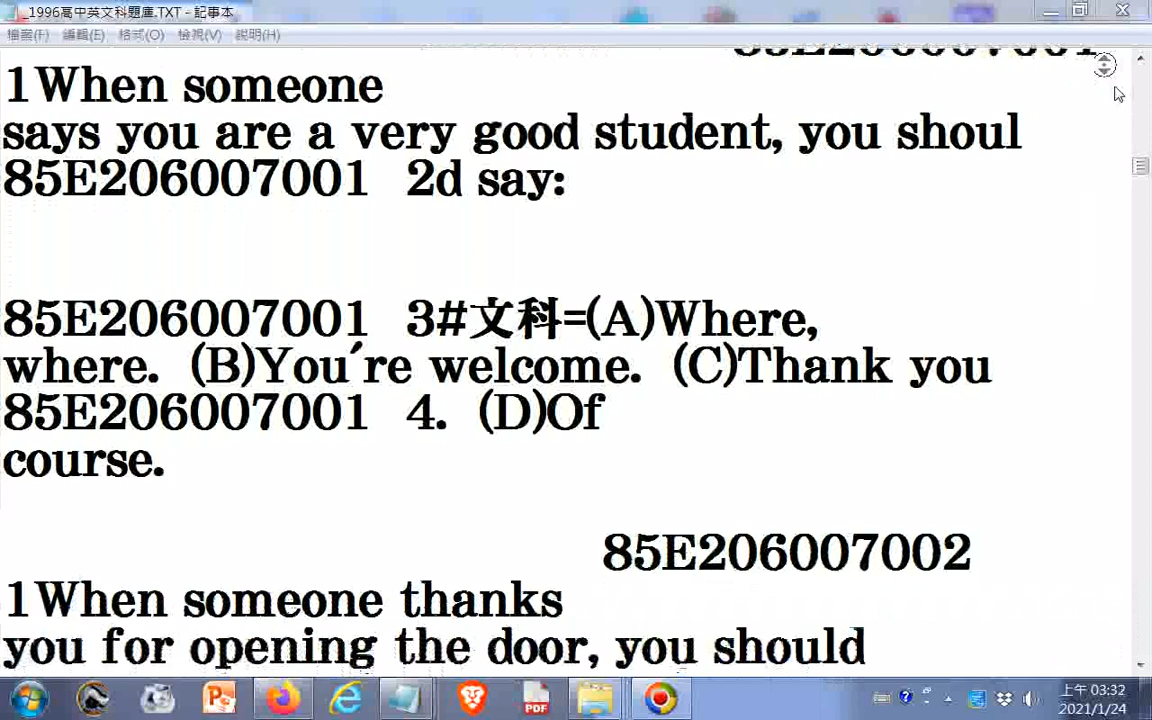 _1996高中英文科題庫.TXT - 記事本
檔案(F) 編輯(E) 格式(O) 檢視(V) 說明(H)
1When someone
says you are a very good student, you shoul
85E206007001 2d say:
85E206007001 3#文科=(A)Where,
where. (B)You're welcome. (C)Thank you
85E206007001 4. (D)Of
course.
85E206007002
1When someone thanks
you for opening the door, you should
PDF
上午 03:32
2021/1/24